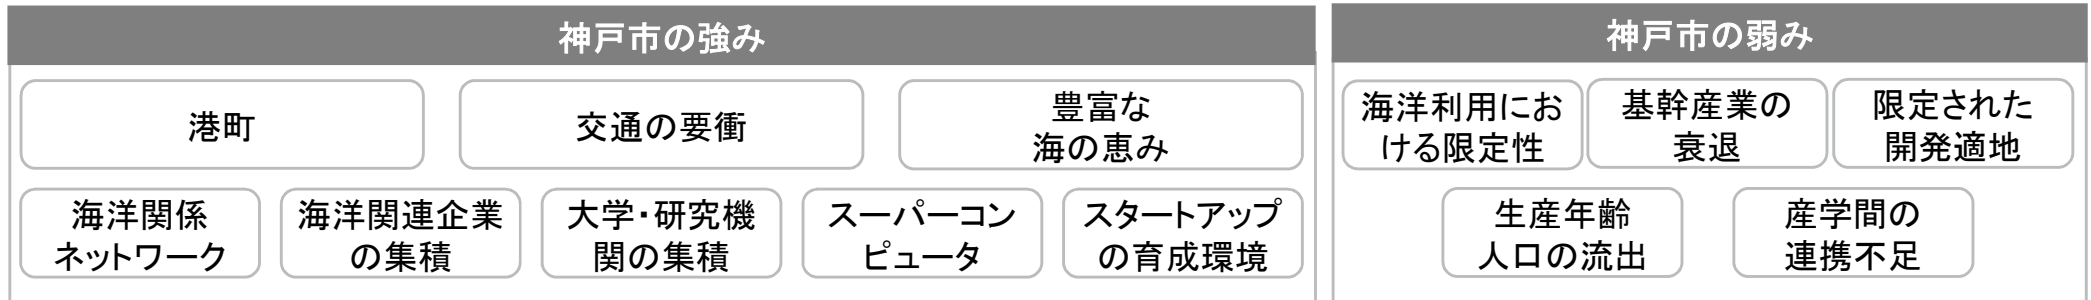 神戸市の強み
港町
交通の要衝
豊富な
海の恵み
海洋関係
ネットワーク
海洋関連企業
の集積
大学・研究機
関の集積
スーパーコン
ピュータ
スタートアップ
の育成環境
神戸市の弱み
海洋利用にお
ける限定性
基幹産業の
衰退
限定された
開発適地
生産年齢
人口の流出
産学間の
連携不足